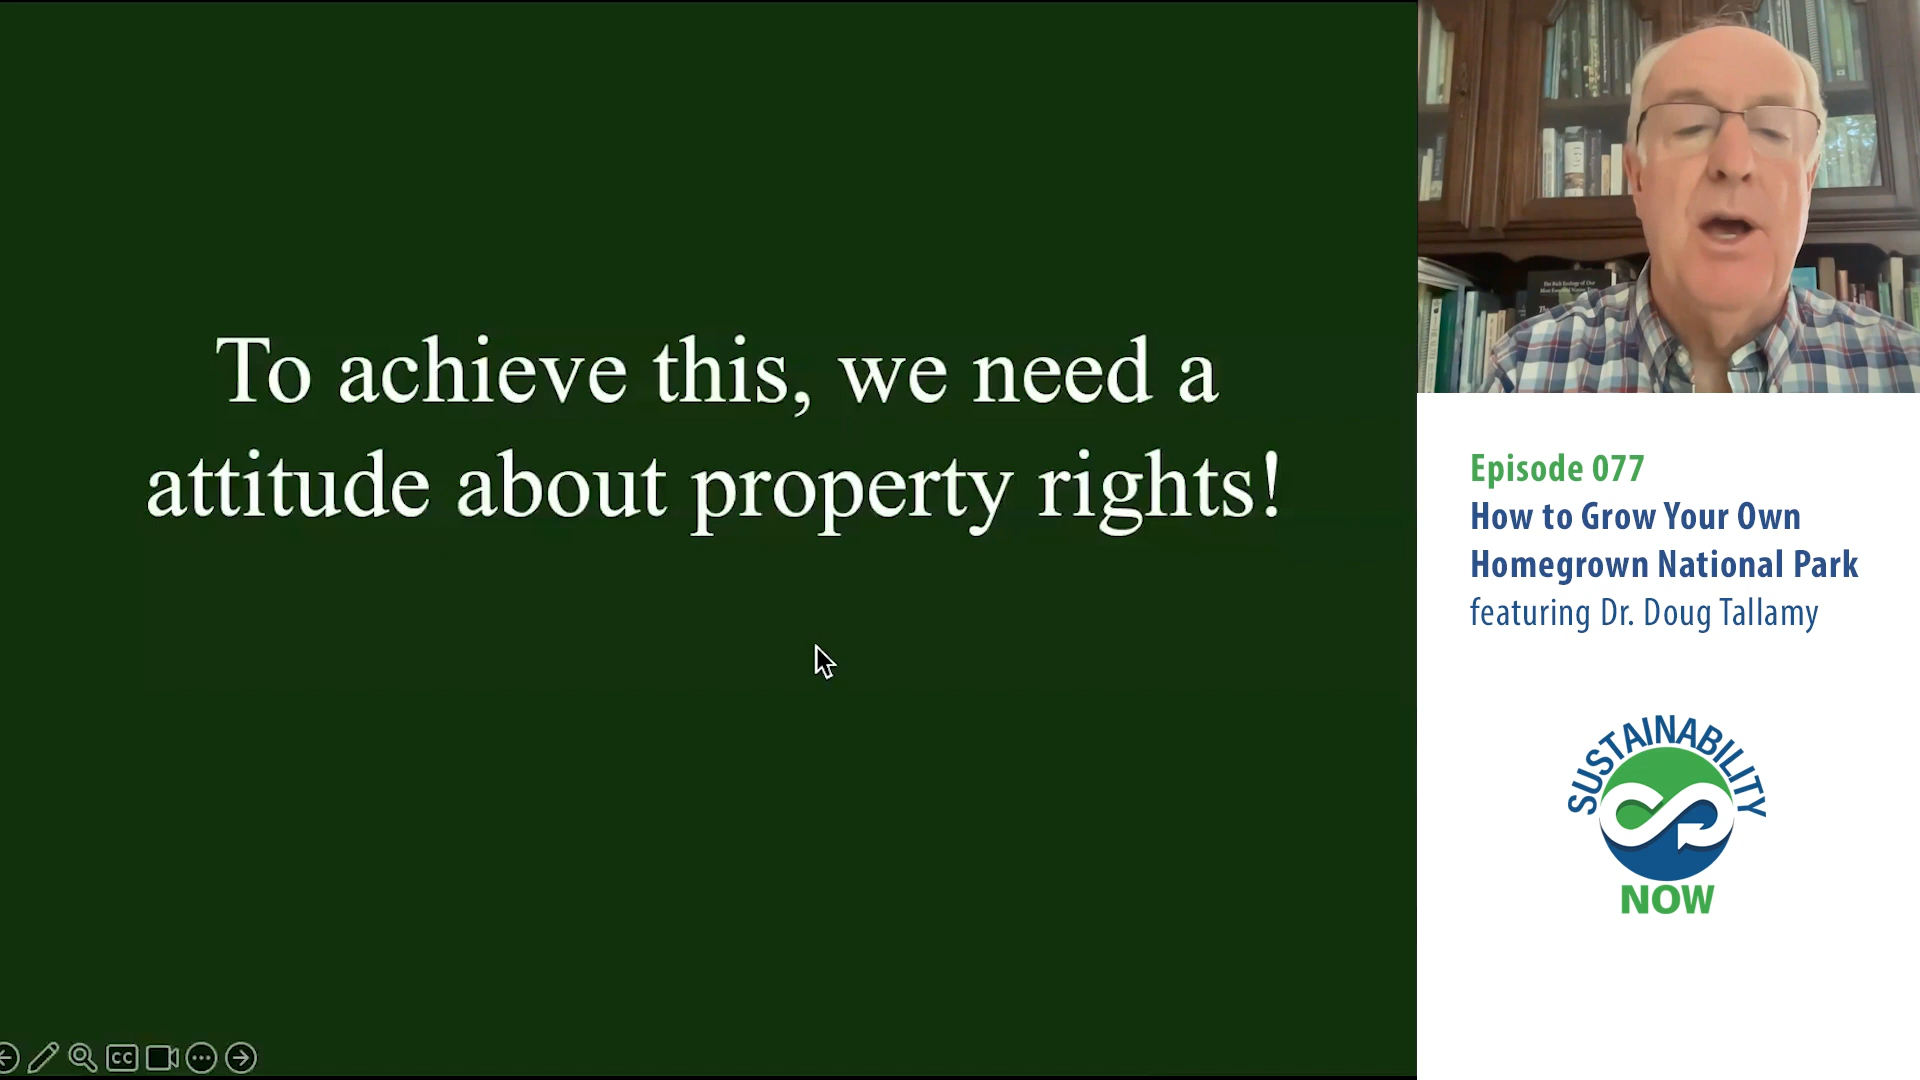 To achieve this, we need a
attitude about property rights!
Episode 077
How to Grow Your Own
Homegrown National Park
featuring Dr. Doug Tallamy
SUSTAINABILITY
NOW
CC